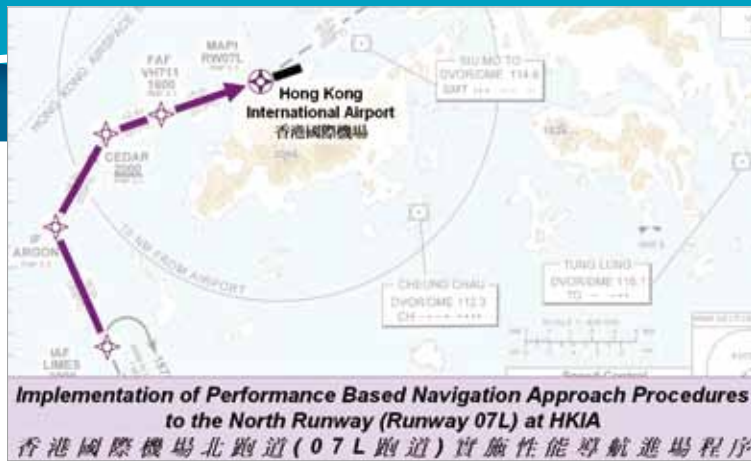 HONG KONG AIRSPACE
FAF
VH711
1600
MAPt
RW07L
SIU MO TO
DVOR/DME 114.8
SMT
Hong Kong
International Airport
香港國際機場
CEDAR
IF
ARGON
10 NM FROM AIRPORT
CHEUNG CHAU
DVOR/DME 112.3
CH
TUNG LUNG
DVOR/DME 116.1
TD
IAF
LIMES
Speed Control
Implementation of Performance Based Navigation Approach Procedures
to the North Runway (Runway 07L) at HKIA
香港國際機場北跑道(07L跑道)實施性能導航進場程序